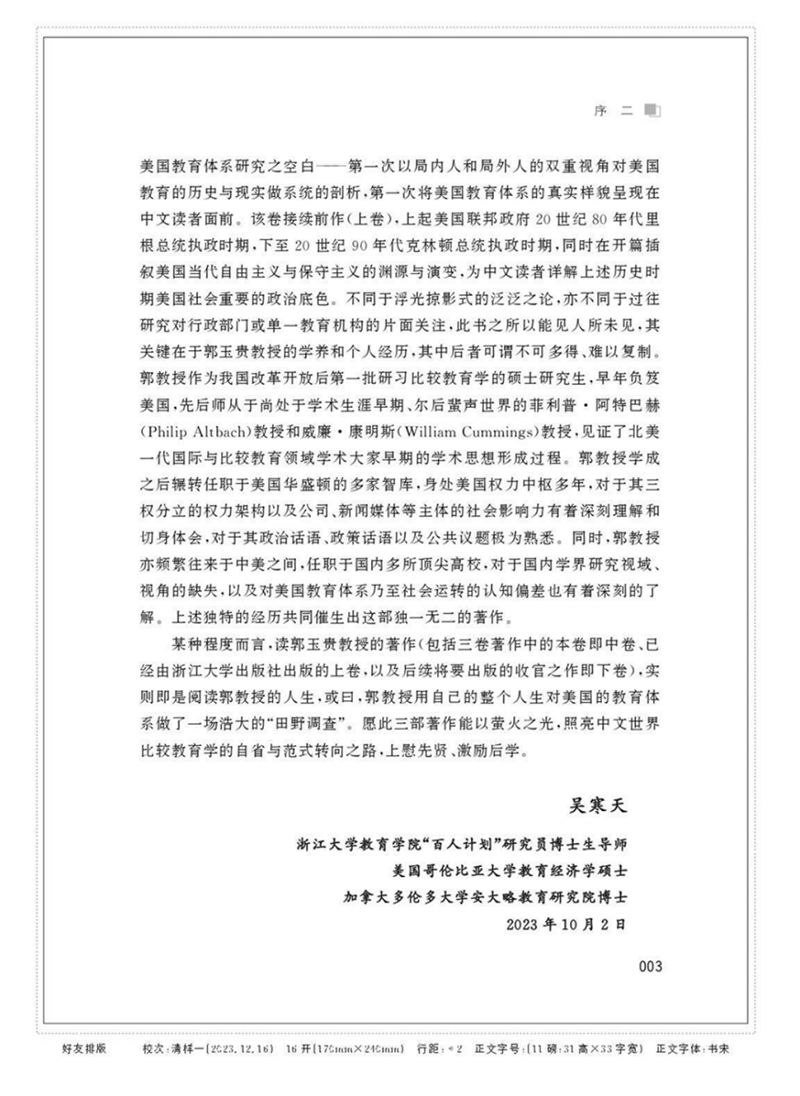 序 二
美国教育体系研究之空白——第一次以局内人和局外人的双重视角对美国
教育的历史与现实做系统的剖析,第一次将美国教育体系的真实样貌呈现在
中文读者面前。该卷接续前作(上卷),上起美国联邦政府 20 世纪 80 年代里
根总统执政时期,下至 20 世纪 90 年代克林顿总统执政时期,同时在开篇插
叙美国当代自由主义与保守主义的渊源与演变,为中文读者详解上述历史时
期美国社会重要的政治底色。不同于浮光掠影式的泛泛之论,亦不同于过往
研究对行政部门或单一教育机构的片面关注,此书之所以能见人所未见,其
关键在于郭玉贵教授的学养和个人经历,其中后者可谓不可多得、难以复制。
郭教授作为我国改革开放后第一批研习比较教育学的硕士研究生,早年负笈
美国,先后师从于尚处于学术生涯早期、尔后蜚声世界的菲利普·阿特巴赫
(Philip Altbach)教授和威廉·康明斯(William Cummings)教授,见证了北美
一代国际与比较教育领域学术大家早期的学术思想形成过程。郭教授学成
之后辗转任职于美国华盛顿的多家智库,身处美国权力中枢多年,对于其三
权分立的权力架构以及公司、新闻媒体等主体的社会影响力有着深刻理解和
切身体会,对于其政治话语、政策话语以及公共议题极为熟悉。同时,郭教授
亦频繁往来于中美之间,任职于国内多所顶尖高校,对于国内学界研究视域、
视角的缺失,以及对美国教育体系乃至社会运转的认知偏差也有着深刻的了
解。上述独特的经历共同催生出这部独一无二的著作。
某种程度而言,读郭玉贵教授的著作(包括三卷著作中的本卷即中卷、已
经由浙江大学出版社出版的上卷,以及后续将要出版的收官之作即下卷),实
则即是阅读郭教授的人生,或曰,郭教授用自己的整个人生对美国的教育体
系做了一场浩大的“田野调查”。愿此三部著作能以萤火之光,照亮中文世界
比较教育学的自省与范式转向之路,上慰先贤、激励后学。
吴寒天
浙江大学教育学院“百人计划”研究员博士生导师
美国哥伦比亚大学教育经济学硕士
加拿大多伦多大学安大略教育研究院博士
2023 年 10 月 2 日
003
好友排版 校次:清样一(2023.12.16) 16 开(170mm×240mm) 行距:*2 正文字号:(11 磅:31 高×33 字宽) 正文字体:书宋